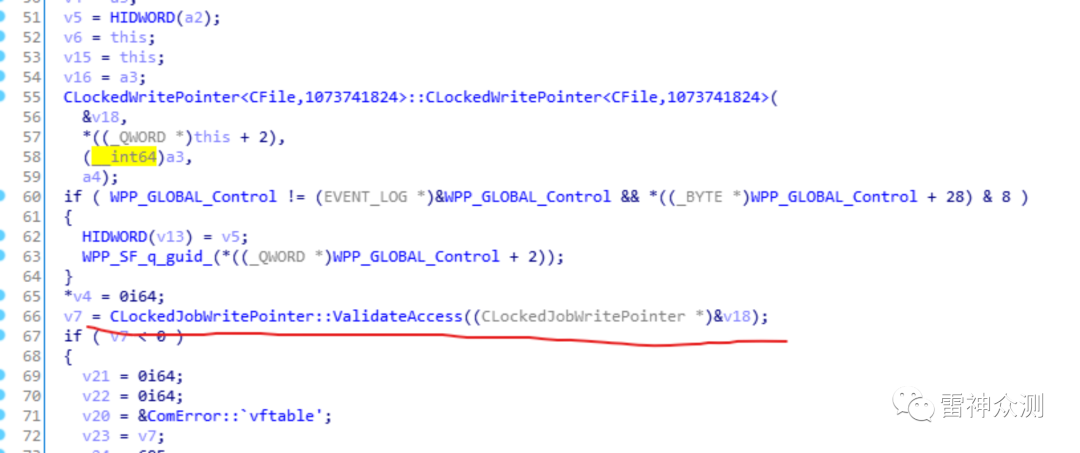 51 v5 = HIDWORD(a2);
52 v6 = this;
53 v15 = this;
54 v16 = a3;
55 CLockedWritePointer<CFile,1073741824>::CLockedWritePointer<CFile,1073741824>(
56 &v18,
57 *((_QWORD *)this + 2),
58 (__int64)a3,
59 a4);
60 if ( WPP_GLOBAL_Control != (EVENT_LOG *)&WPP_GLOBAL_Control && *((_BYTE *)WPP_GLOBAL_Control + 28) & 8 )
61 {
62 HIDWORD(v13) = v5;
63 WPP_SF_q_guid_(*((_QWORD *)WPP_GLOBAL_Control + 2));
64 }
65 *v4 = 0i64;
66 v7 = CLockedJobWritePointer::ValidateAccess((CLockedJobWritePointer *)&v18);
67 if ( v7 < 0 )
68 {
69 v21 = 0i64;
70 v22 = 0i64;
71 v20 = &ComError::`vftable';
72 v23 = v7;
雷神众测